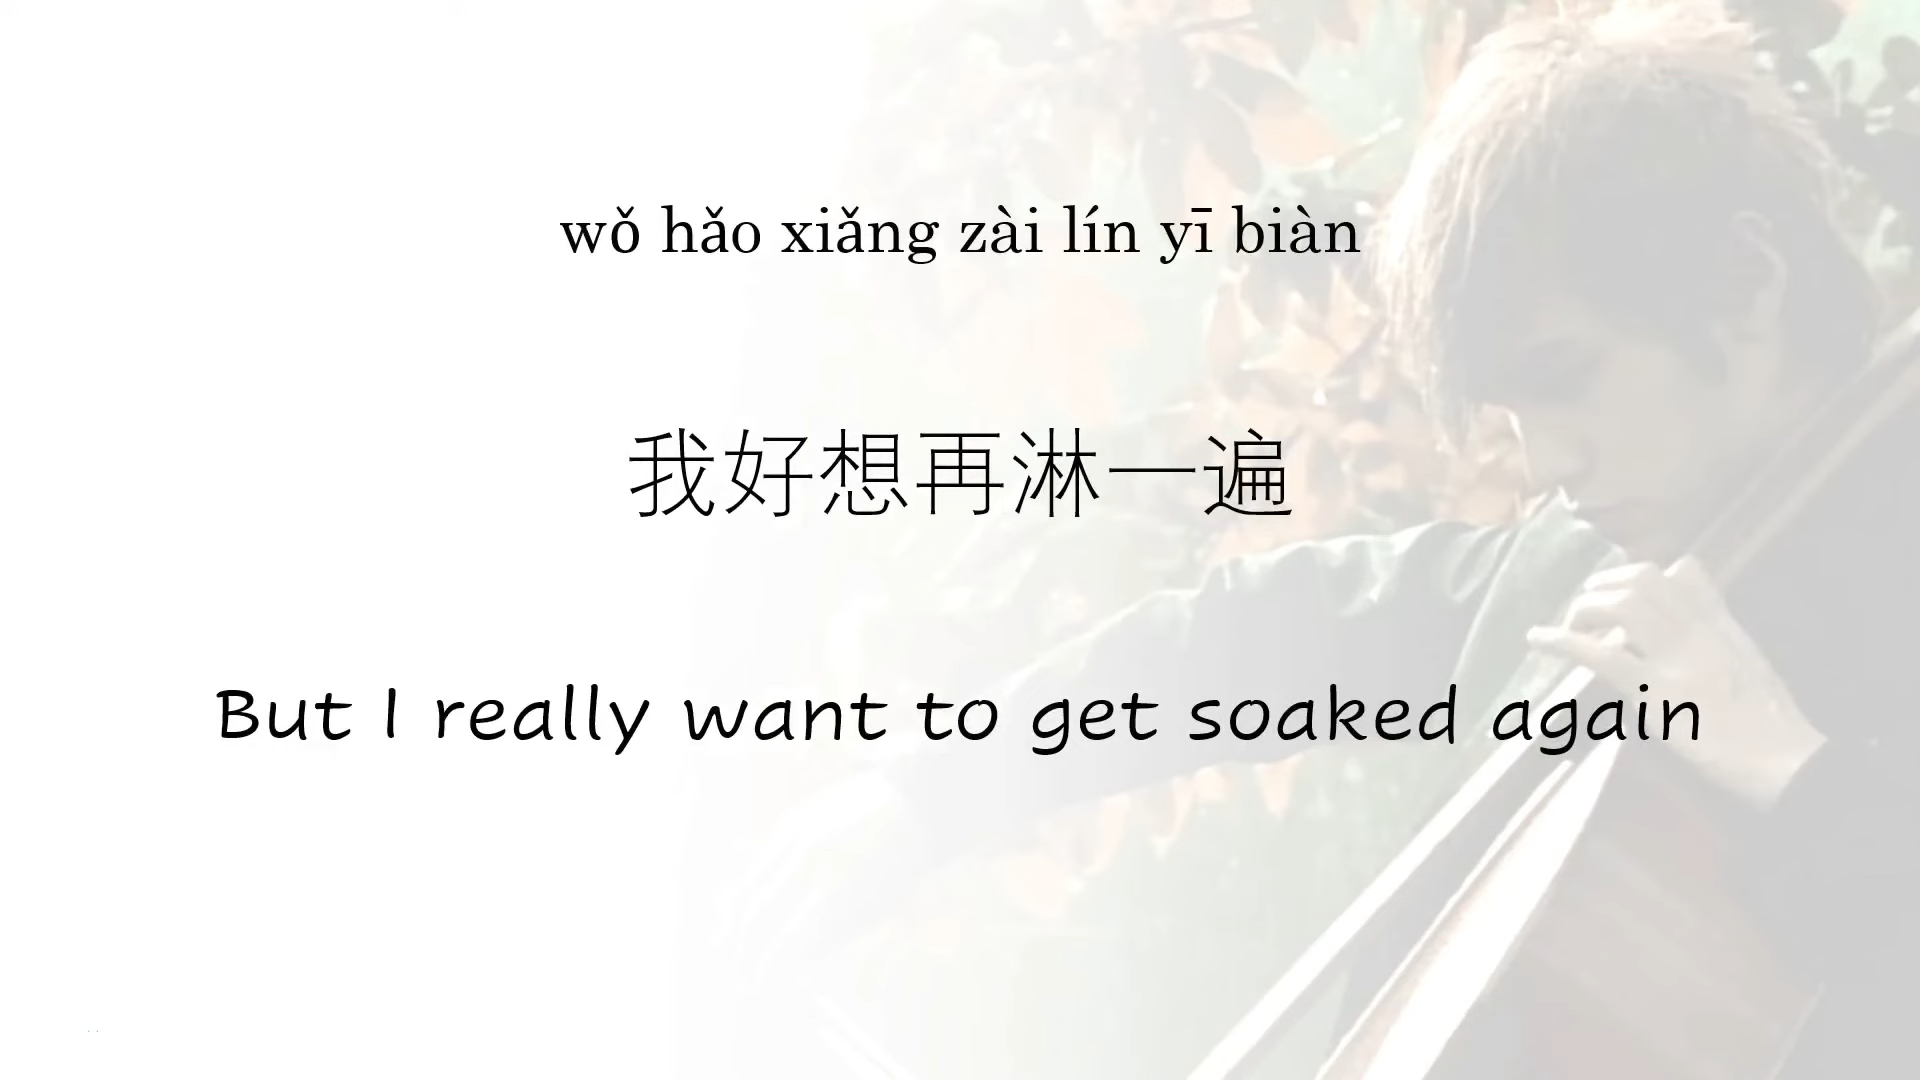 wǒ hǎo xiǎng zài lín yī biàn
我好想再淋一遍
But I really want to get soaked again